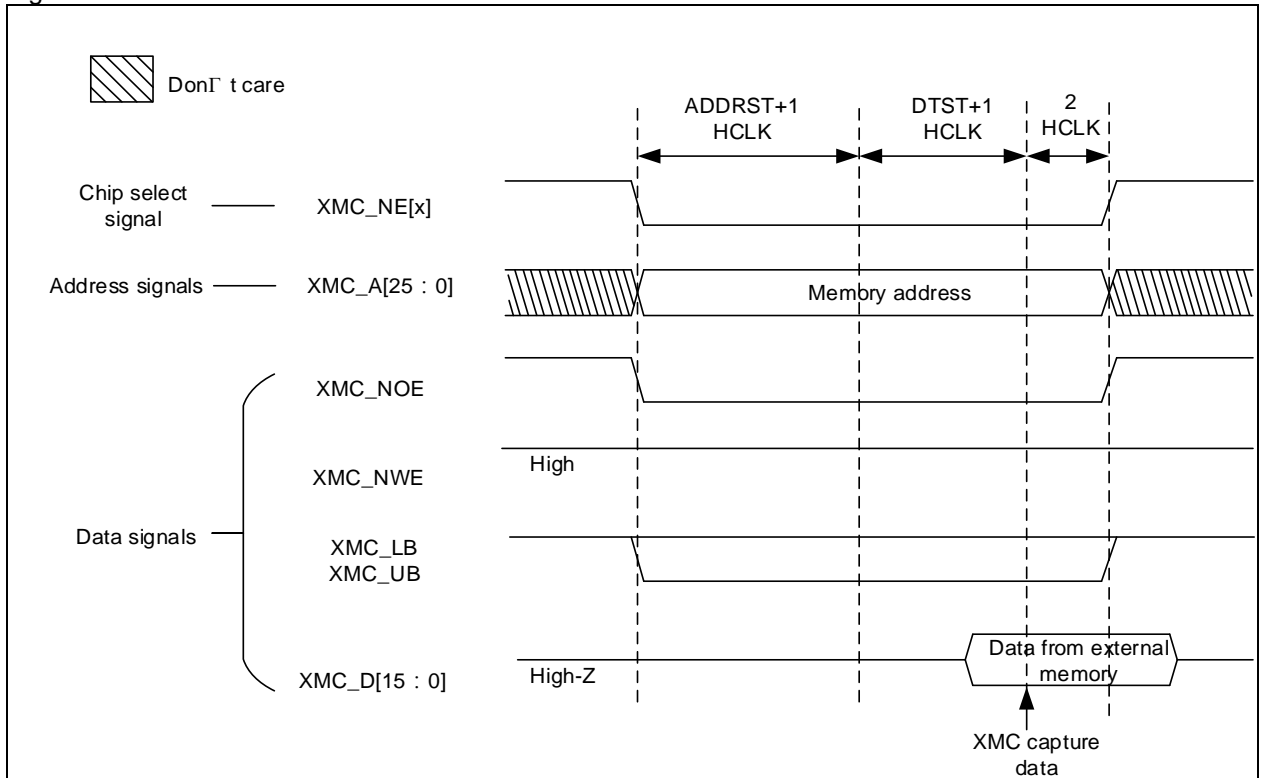 DonΓ t care
ADDRST+1
HCLK
DTST+1
HCLK
2
HCLK
Chip select
signal
XMC_NE[x]
Address signals
XMC_A[25 : 0]
Memory address
XMC_NOE
High
XMC_NWE
Data signals
XMC_LB
XMC_UB
Data from external
memory
High-Z
XMC_D[15 : 0]
XMC capture
data